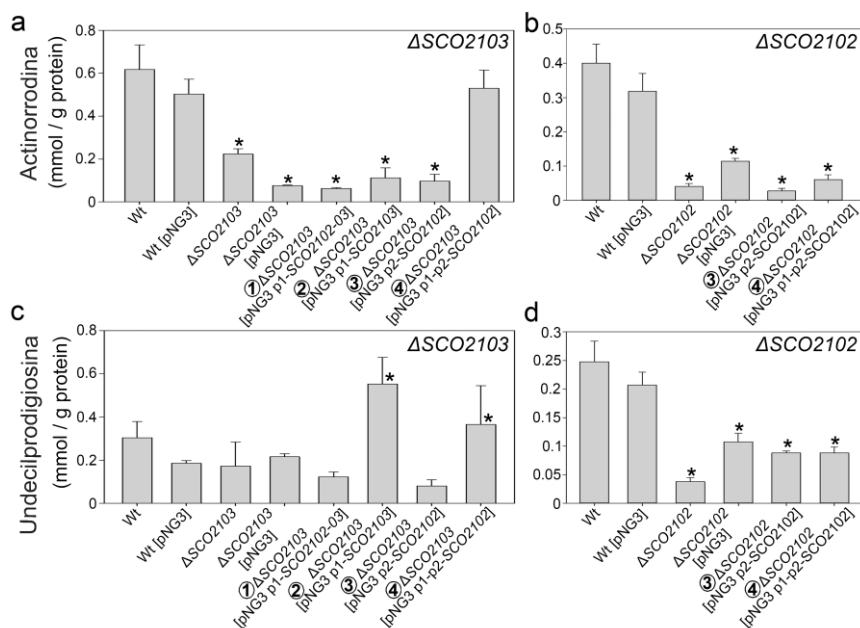 a
ΔSCO2103
Actinorrodina
(mmol / g protein)
0.8
0.6
0.4
0.2
0
*
*
*
*
*
Wt
Wt [pNG3]
ΔSCO2103
ΔSCO2103
[pNG3]
①ΔSCO2103
[pNG3 p1-SCO2102-03]
②ΔSCO2103
[pNG3 p1-SCO2103]
③ΔSCO2103
[pNG3 p2-SCO2102]
④ΔSCO2103
[pNG3 p1-p2-SCO2102]
b
ΔSCO2102
0.5
0.4
0.3
0.2
0.1
0
*
*
*
*
Wt
Wt [pNG3]
ΔSCO2102
ΔSCO2102
[pNG3]
③ΔSCO2102
[pNG3 p2-SCO2102]
④ΔSCO2102
[pNG3 p1-p2-SCO2102]
c
ΔSCO2103
Undecilprodigiosina
(mmol / g protein)
0.8
0.6
0.4
0.2
0
*
*
Wt
Wt [pNG3]
ΔSCO2103
ΔSCO2103
[pNG3]
①ΔSCO2103
[pNG3 p1-SCO2102-03]
②ΔSCO2103
[pNG3 p1-SCO2103]
③ΔSCO2103
[pNG3 p2-SCO2102]
④ΔSCO2103
[pNG3 p1-p2-SCO2102]
d
ΔSCO2102
0.3
0.25
0.2
0.15
0.1
0.05
0
*
*
*
*
Wt
Wt [pNG3]
ΔSCO2102
ΔSCO2102
[pNG3]
③ΔSCO2102
[pNG3 p2-SCO2102]
④ΔSCO2102
[pNG3 p1-p2-SCO2102]